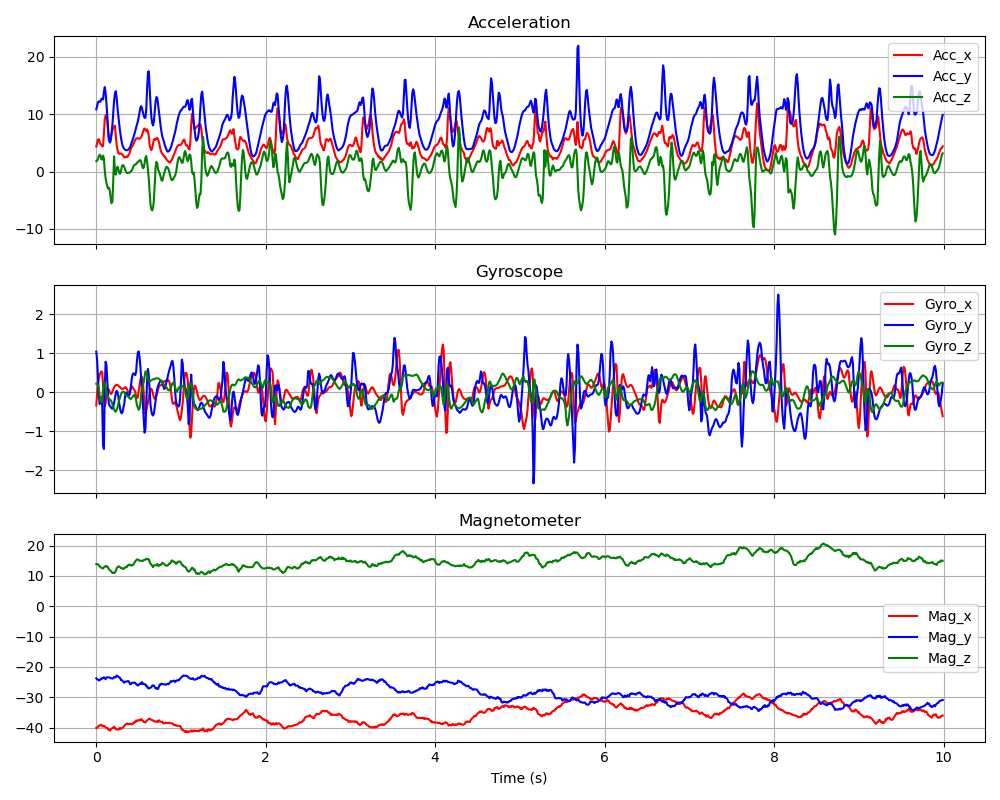 Acceleration
20
10
0
−10
Acc_x
Acc_y
Acc_z
Gyroscope
2
1
0
−1
−2
Gyro_x
Gyro_y
Gyro_z
Magnetometer
20
10
0
−10
−20
−30
−40
Mag_x
Mag_y
Mag_z
0 2 4 6 8 10
Time (s)